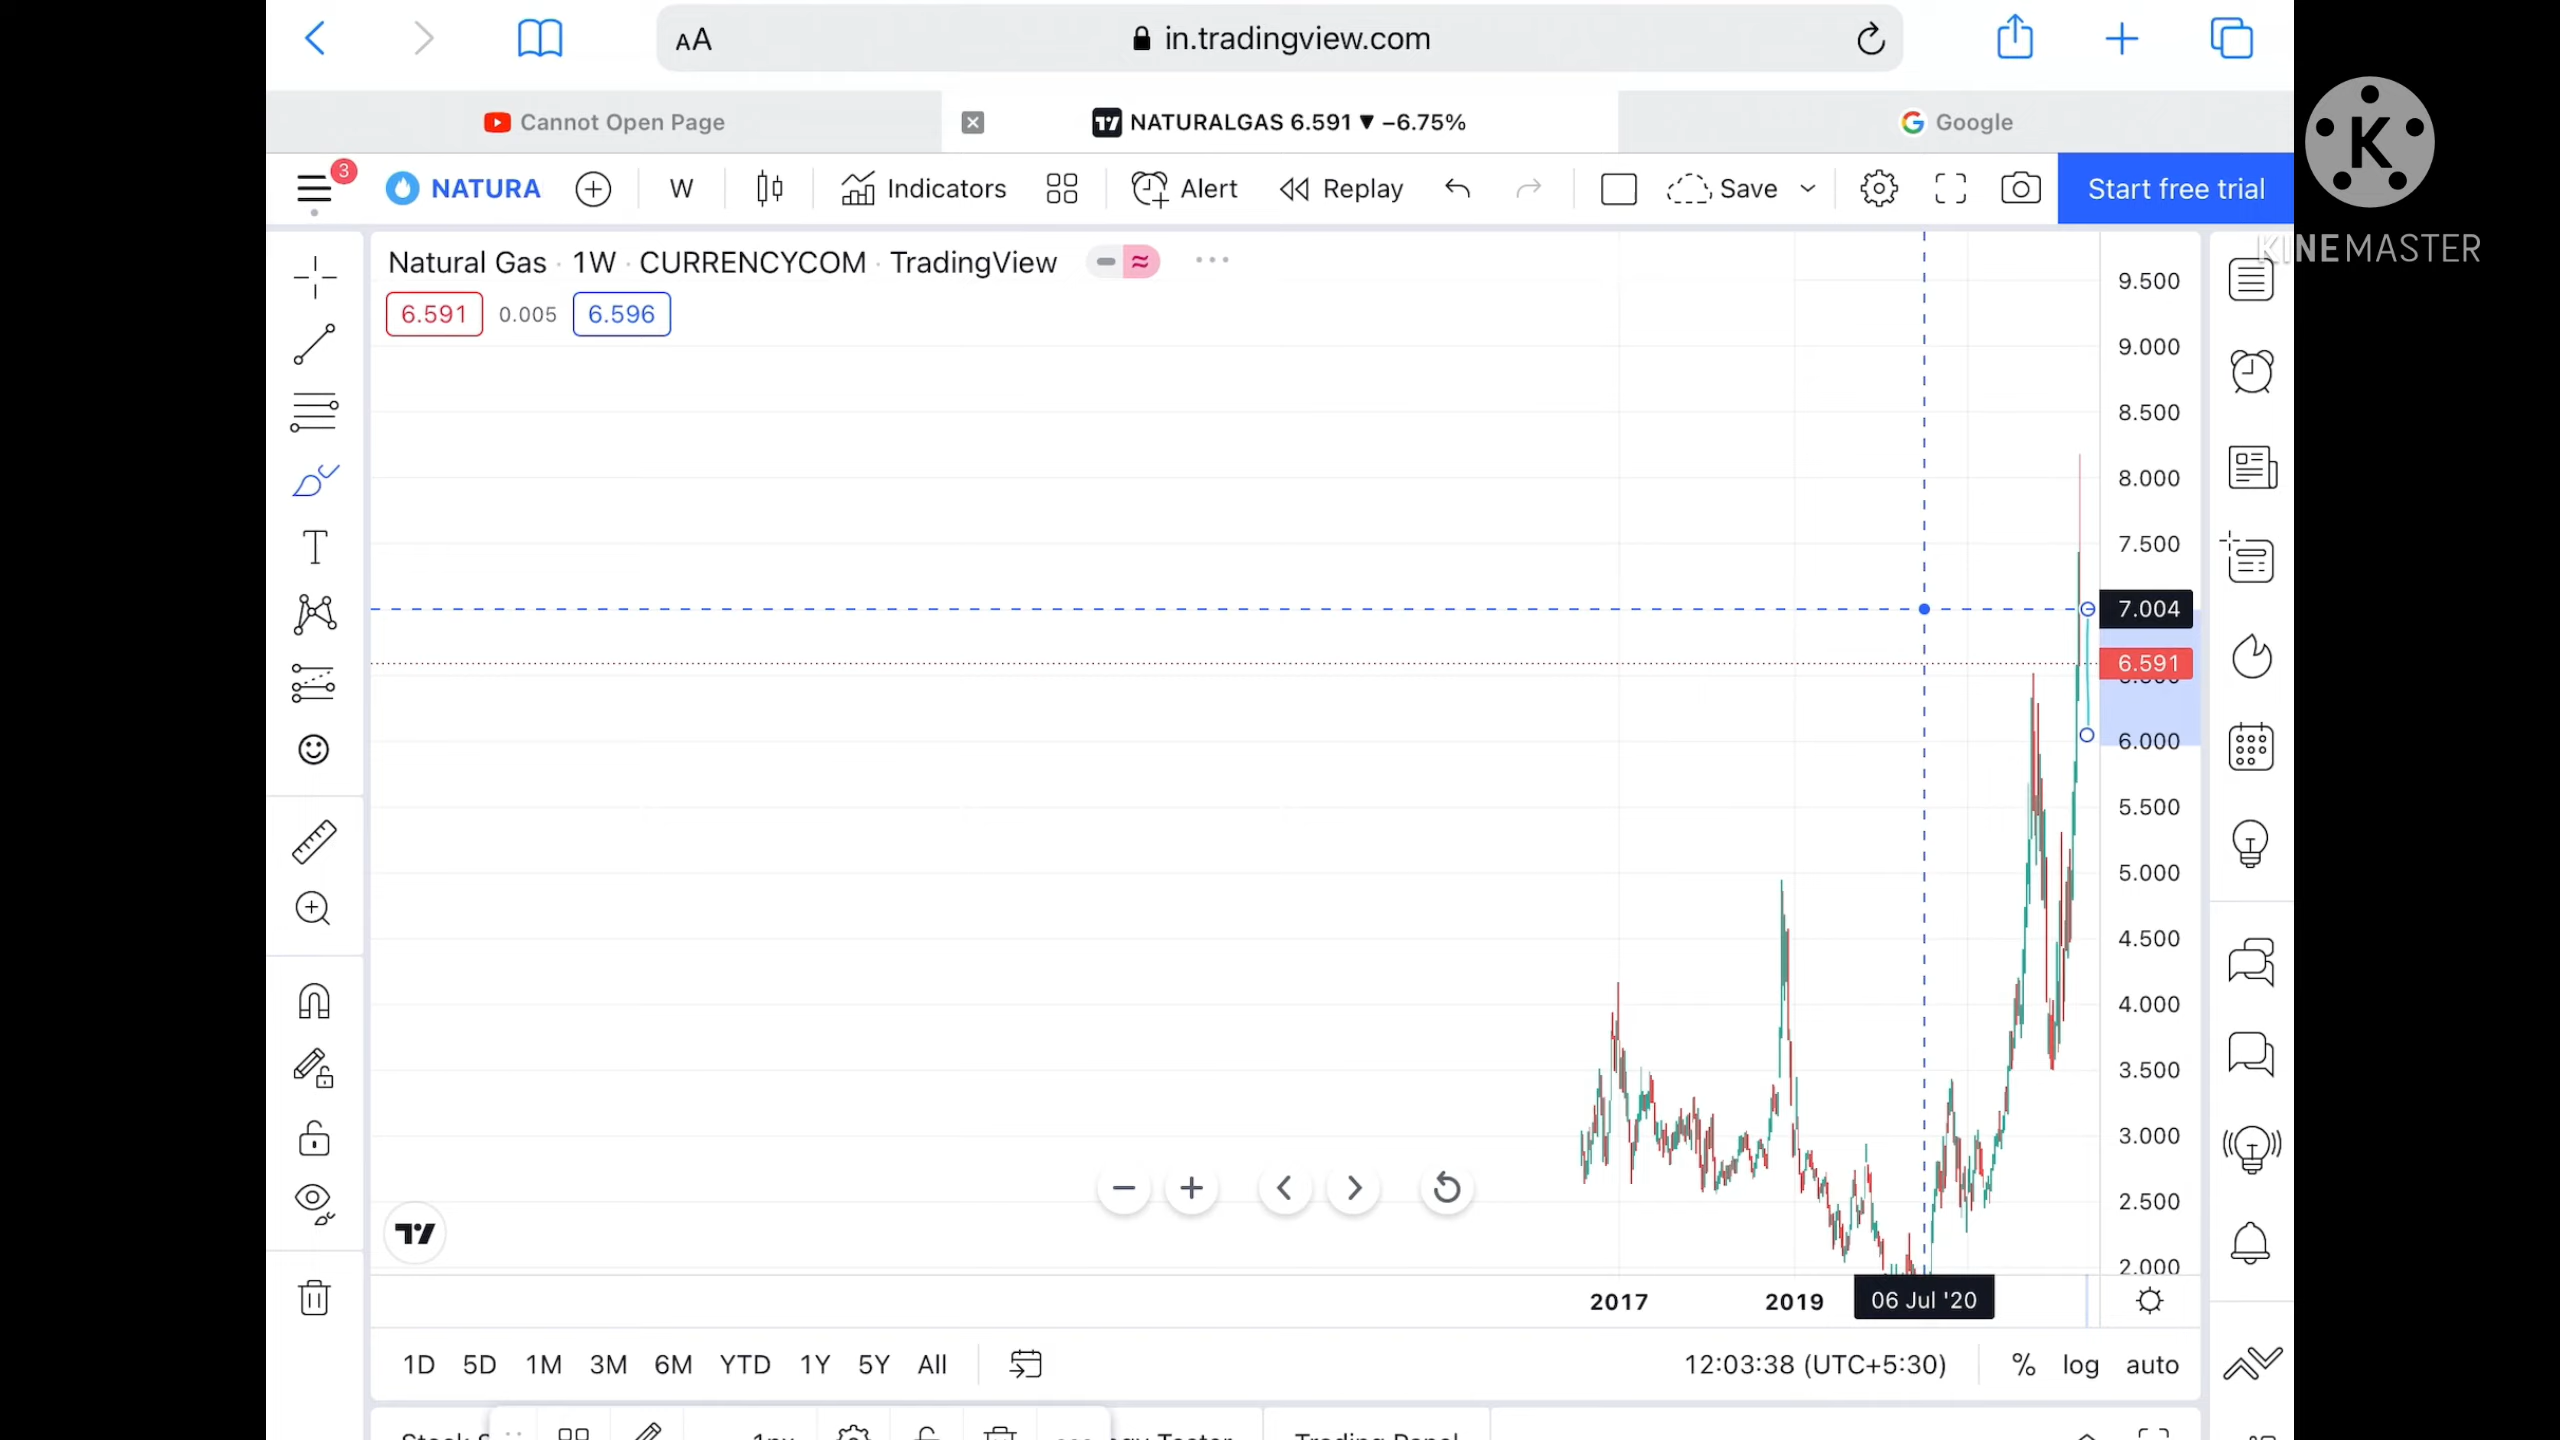 AA
in.tradingview.com
Cannot Open Page
NATURALGAS 6.591 ▼ −6.75%
Google
K
KINEMASTER
3
NATURA
W
Indicators
Alert
Replay
Save
Start free trial
Natural Gas · 1W · CURRENCYCOM · TradingView
6.591
0.005
6.596
9.500
9.000
8.500
8.000
7.500
7.004
6.591
6.000
5.500
5.000
4.500
4.000
3.500
3.000
2.500
2.000
2017
2019
06 Jul '20
1D
5D
1M
3M
6M
YTD
1Y
5Y
All
12:03:38 (UTC+5:30)
%
log
auto
1px
Tester
Trading Panel